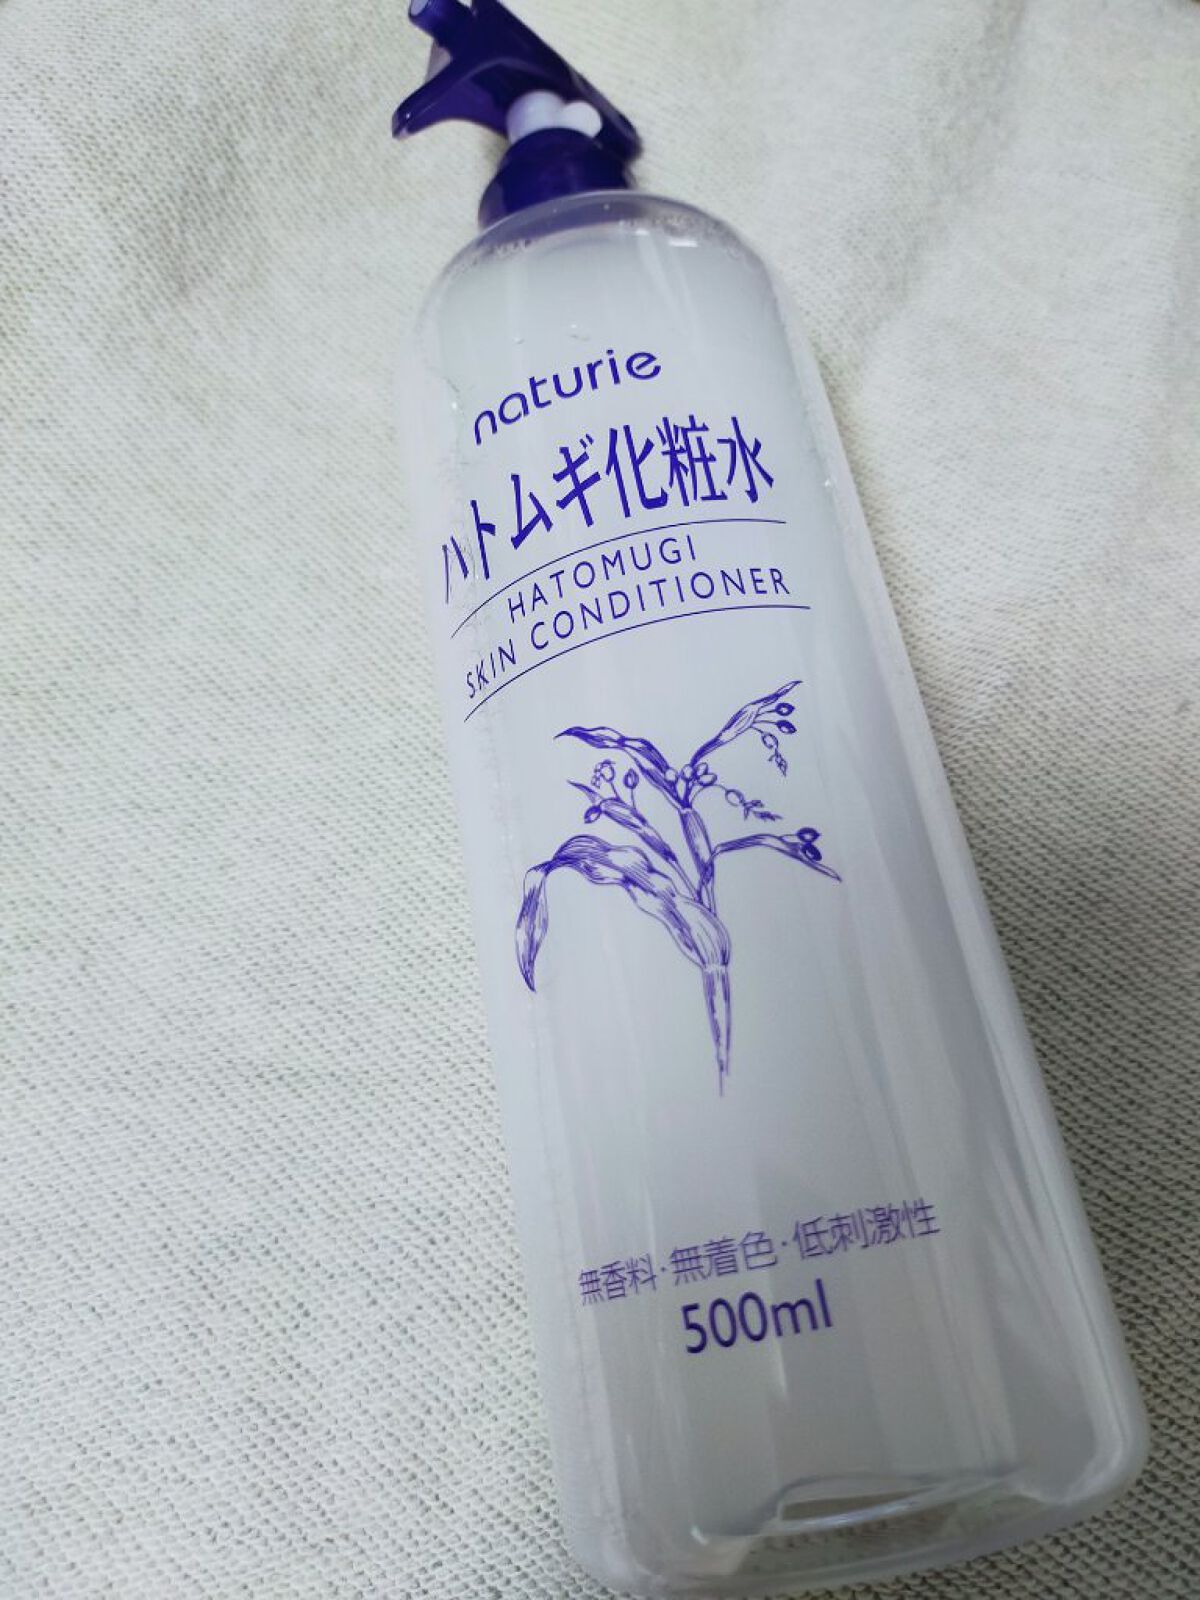 naturie
ハトムギ化粧水
HATOMUGI
SKIN CONDITIONER
無香料・無着色・低刺激性
500ml